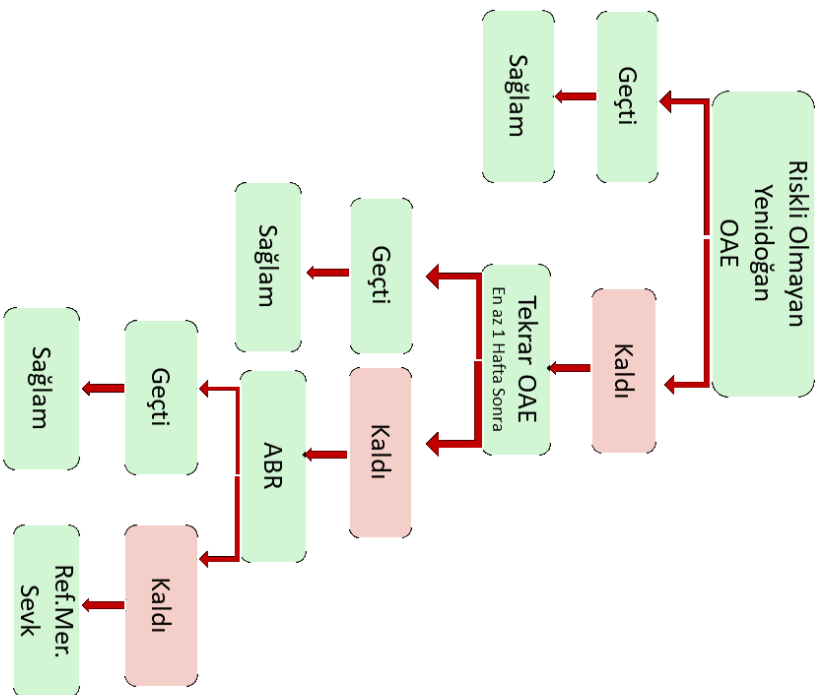 Riskli Olmayan
Yenidoğan
OAE
Geçti
Kaldı
Sağlam
Tekrar OAE
En az 1 Hafta Sonra
Geçti
Kaldı
Sağlam
ABR
Geçti
Kaldı
Sağlam
Ref.Mer.
Sevk